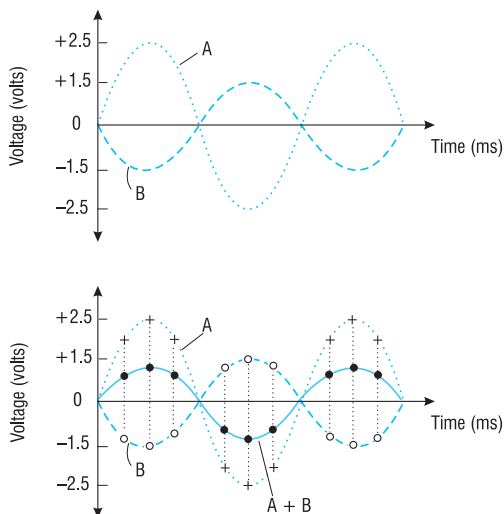 Voltage (volts)
+2.5
+1.5
0
−1.5
−2.5
A
B
Time (ms)
Voltage (volts)
+2.5
+1.5
0
-1.5
−2.5
A
B
A + B
Time (ms)